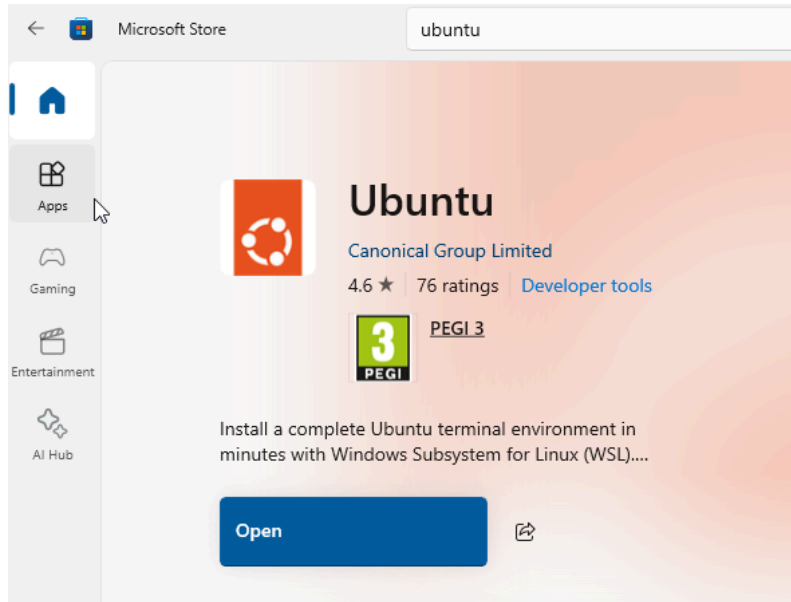 Microsoft Store
ubuntu
Apps
Gaming
Entertainment
AI Hub
Ubuntu
Canonical Group Limited
4.6 ★ 76 ratings Developer tools
3
PEGI
PEGI 3
Install a complete Ubuntu terminal environment in
minutes with Windows Subsystem for Linux (WSL)....
Open